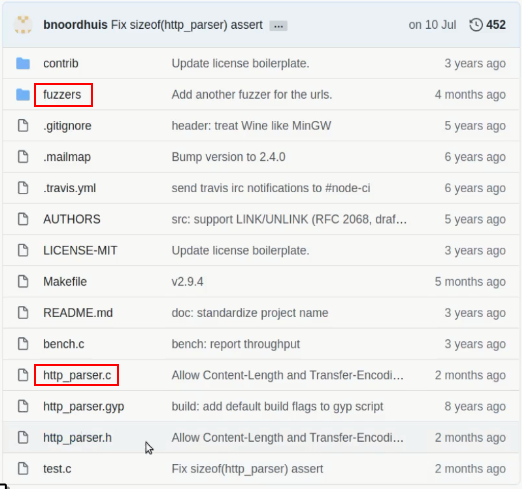 bnoordhuis Fix sizeof(http_parser) assert ... on 10 Jul 452
contrib Update license boilerplate. 3 years ago
fuzzers Add another fuzzer for the urls. 4 months ago
.gitignore header: treat Wine like MinGW 5 years ago
.mailmap Bump version to 2.4.0 6 years ago
.travis.yml send travis irc notifications to #node-ci 6 years ago
AUTHORS src: support LINK/UNLINK (RFC 2068, draf... 5 years ago
LICENSE-MIT Update license boilerplate. 3 years ago
Makefile v2.9.4 5 months ago
README.md doc: standardize project name 3 years ago
bench.c bench: report throughput 3 years ago
http_parser.c Allow Content-Length and Transfer-Encodi... 2 months ago
http_parser.gyp build: add default build flags to gyp script 8 years ago
http_parser.h Allow Content-Length and Transfer-Encodi... 2 months ago
test.c Fix sizeof(http_parser) assert 2 months ago